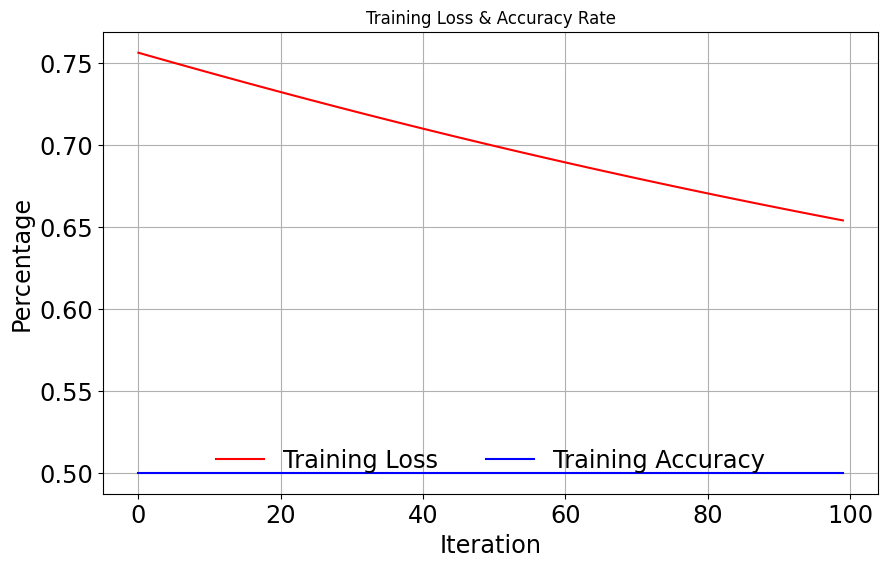 Training Loss & Accuracy Rate
Percentage
0.75
0.70
0.65
0.60
0.55
0.50
Training Loss Training Accuracy
0 20 40 60 80 100
Iteration